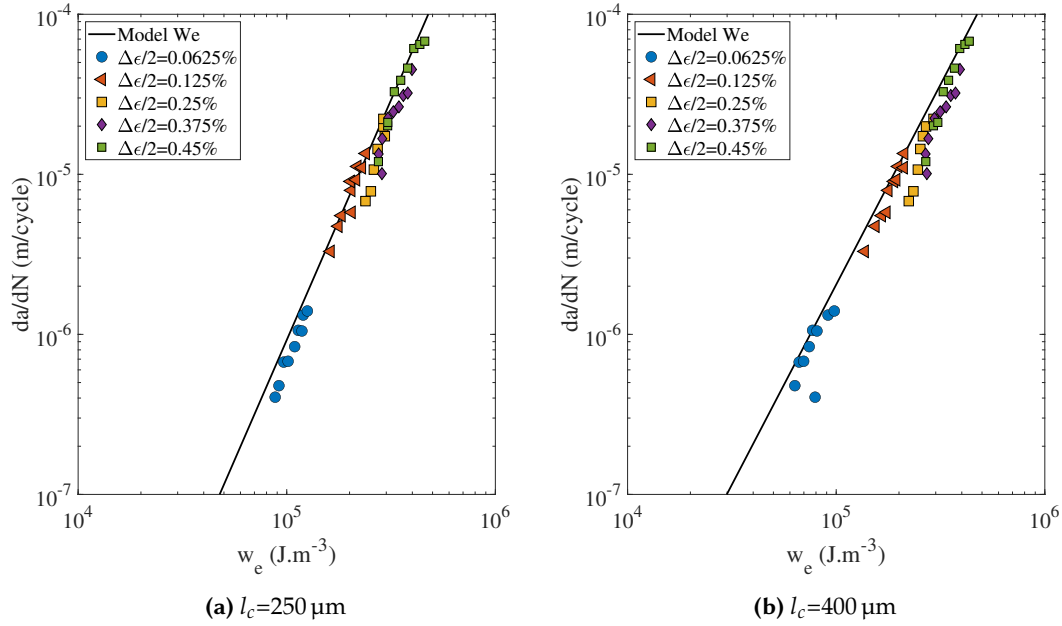 10^-4
Model We
Δϵ/2=0.0625%
Δϵ/2=0.125%
Δϵ/2=0.25%
Δϵ/2=0.375%
Δϵ/2=0.45%
10^-5
10^-6
10^-7
da/dN (m/cycle)
10^4 10^5 10^6
w_e (J.m^-3)
(a) l_c=250 μm
10^-4
Model We
Δϵ/2=0.0625%
Δϵ/2=0.125%
Δϵ/2=0.25%
Δϵ/2=0.375%
Δϵ/2=0.45%
10^-5
10^-6
10^-7
da/dN (m/cycle)
10^4 10^5 10^6
w_e (J.m^-3)
(b) l_c=400 μm